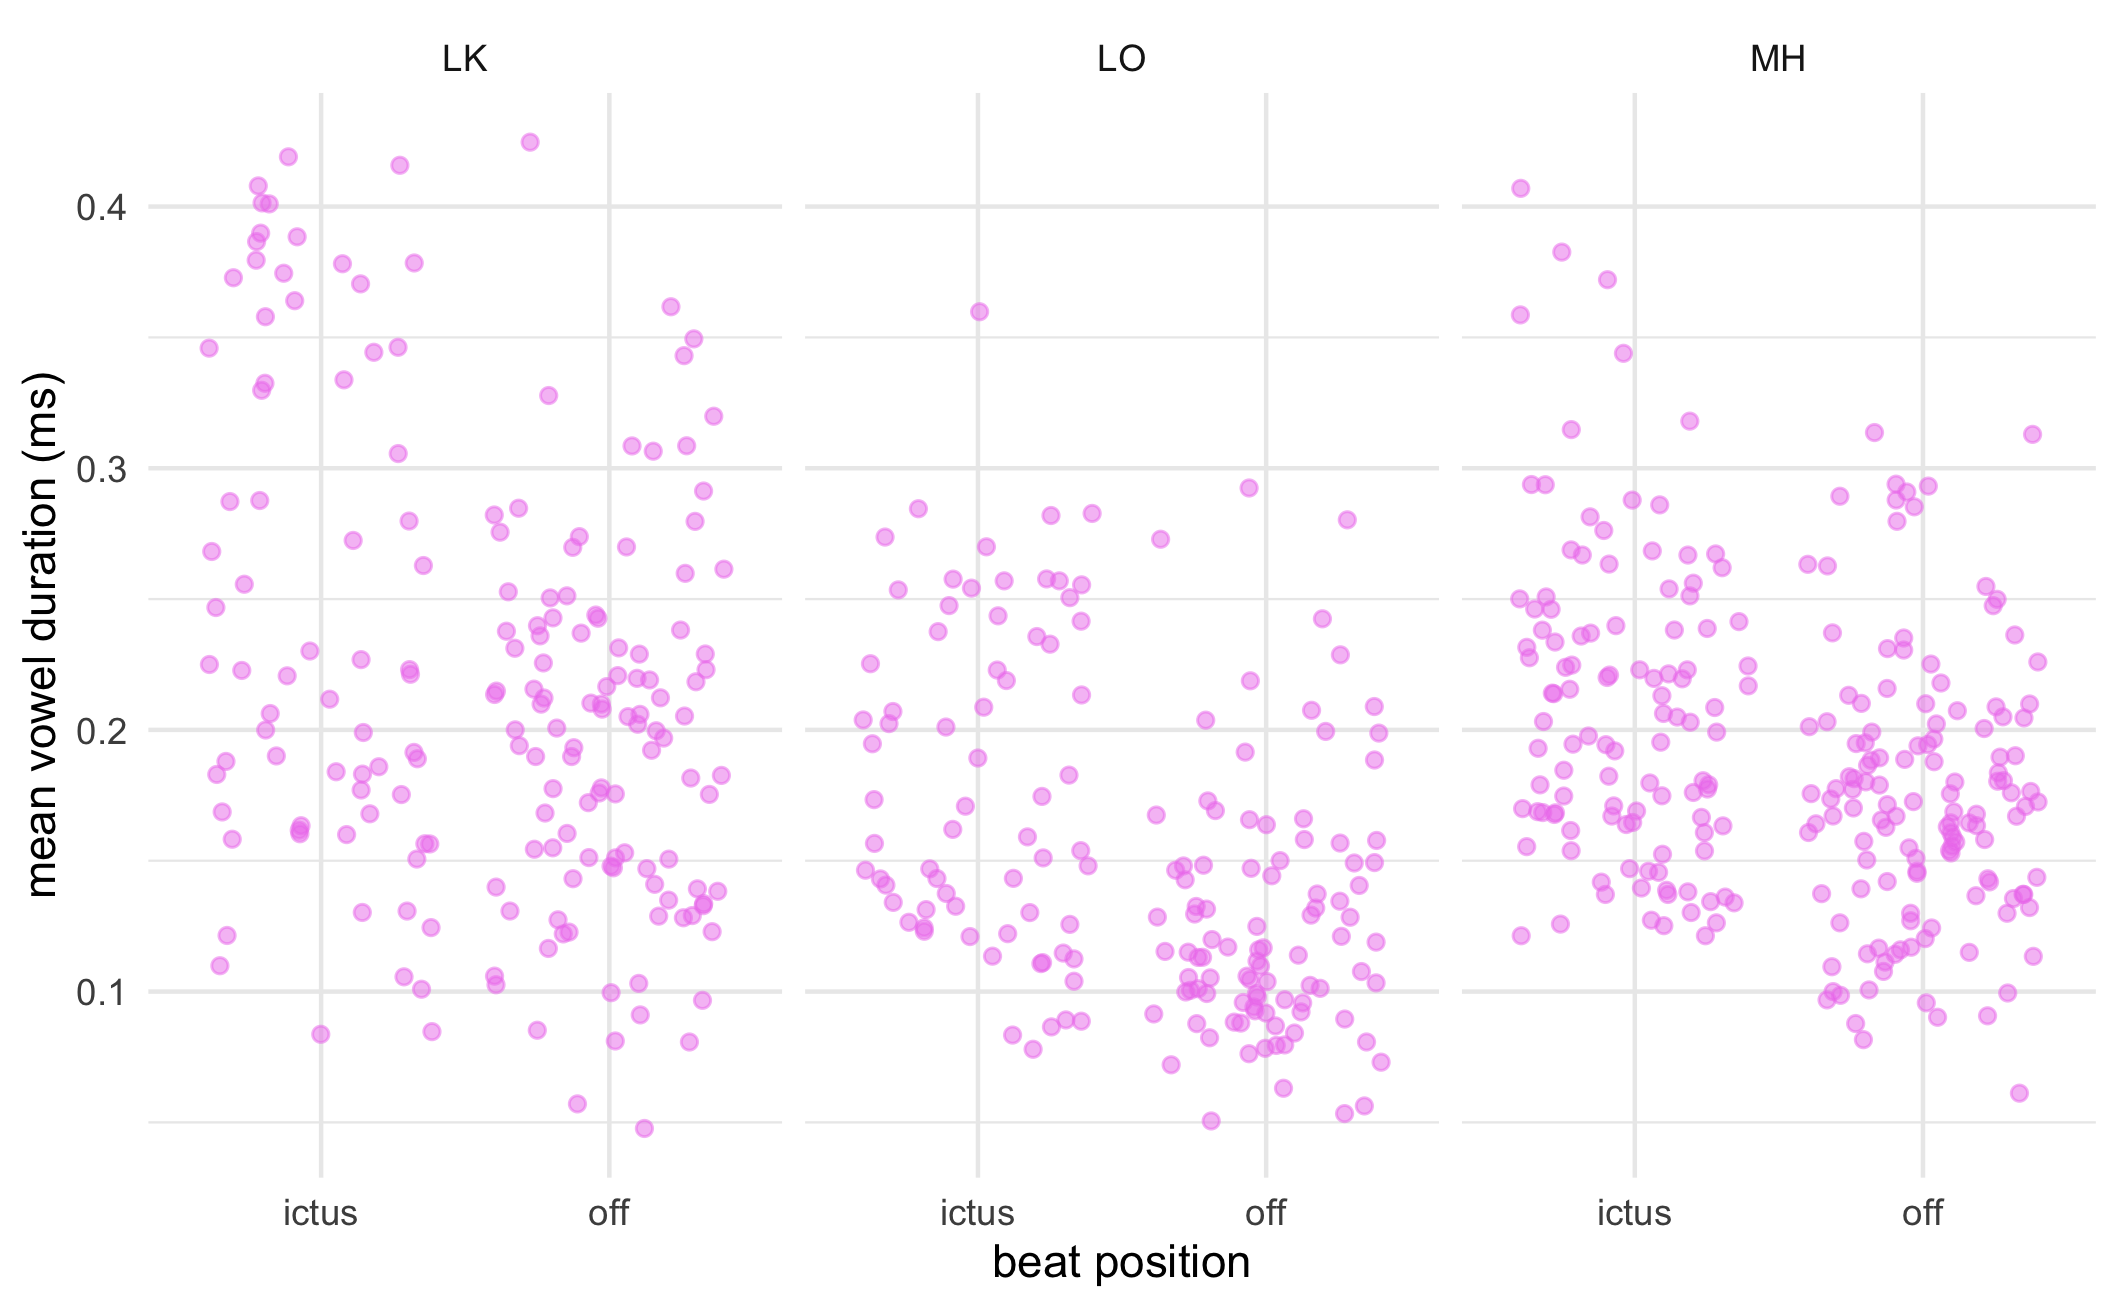 LK
LO
MH
0.4
0.3
0.2
0.1
mean vowel duration (ms)
ictus off ictus off ictus off
beat position